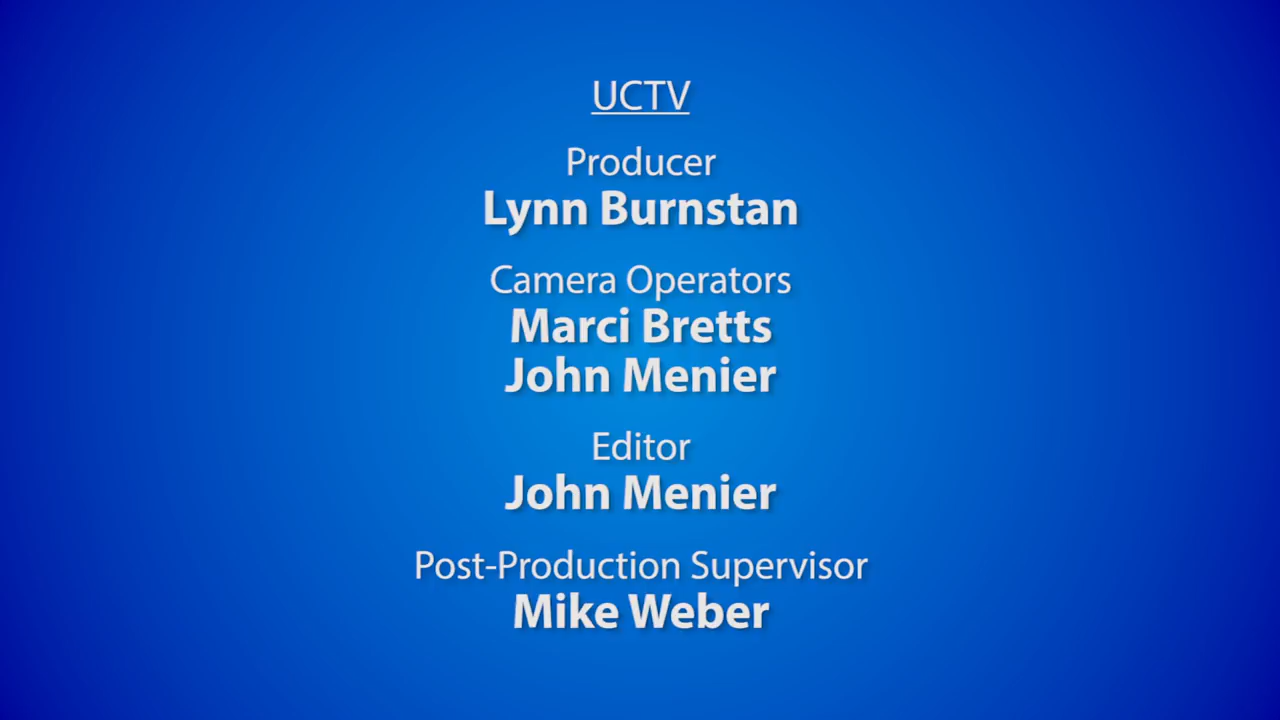 UCTV
Producer
Lynn Burnstan
Camera Operators
Marci Bretts
John Menier
Editor
John Menier
Post-Production Supervisor
Mike Weber